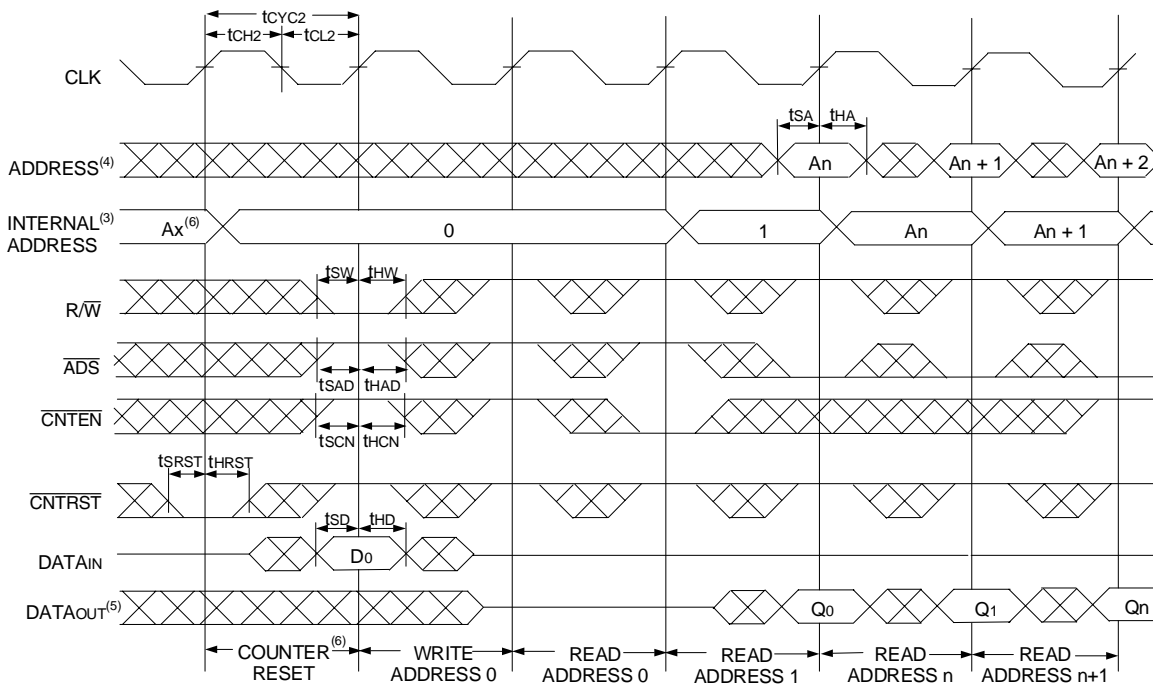 tCYC2
tCH2 tCL2
CLK
tSA tHA
ADDRESS(4) An An + 1 An + 2
INTERNAL(3)
ADDRESS
Ax(6) 0 1 An An + 1
tSW tHW
R/W̅
A̅D̅S̅
tSAD tHAD
C̅N̅T̅E̅N̅
tSCN tHCN
tSRST tHRST
C̅N̅T̅R̅S̅T̅
tSD tHD
DATAIN D0
DATAOUT(5) Q0 Q1 Qn
COUNTER(6)
RESET
WRITE
ADDRESS 0
READ
ADDRESS 0
READ
ADDRESS 1
READ
ADDRESS n
READ
ADDRESS n+1